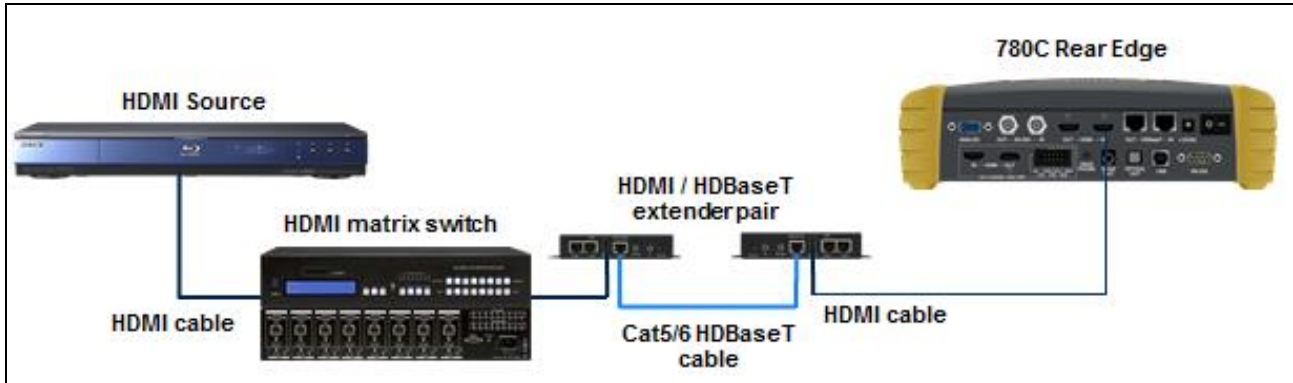 780C Rear Edge
HDMI Source
HDMI / HDBaseT
extender pair
HDMI matrix switch
HDMI cable
HDMI cable
Cat5/6 HDBaseT
cable